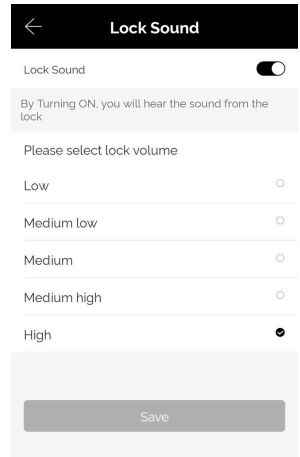 Lock Sound
Lock Sound
By Turning ON, you will hear the sound from the
lock
Please select lock volume
Low
Medium low
Medium
Medium high
High
Save